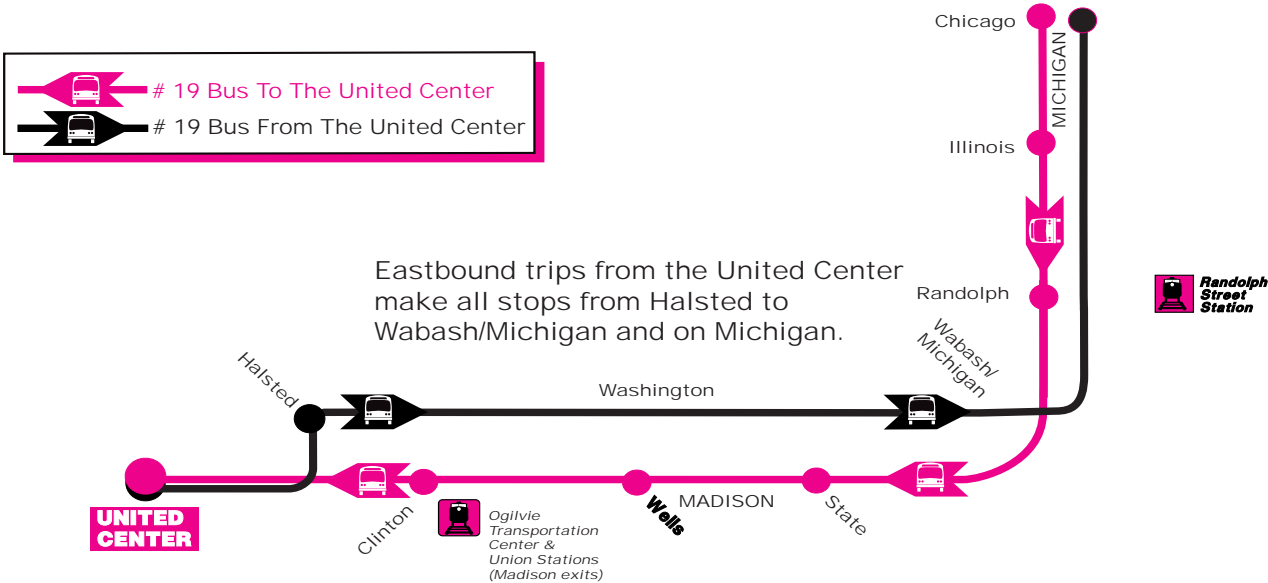 Chicago
MICHIGAN
# 19 Bus To The United Center
# 19 Bus From The United Center
Illinois
Eastbound trips from the United Center
make all stops from Halsted to
Wabash/Michigan and on Michigan.
Randolph
Randolph
Street
Station
Wabash/
Michigan
Halsted
Washington
UNITED
CENTER
Clinton
Ogilvie
Transportation
Center &
Union Stations
(Madison exits)
Wells
MADISON
State